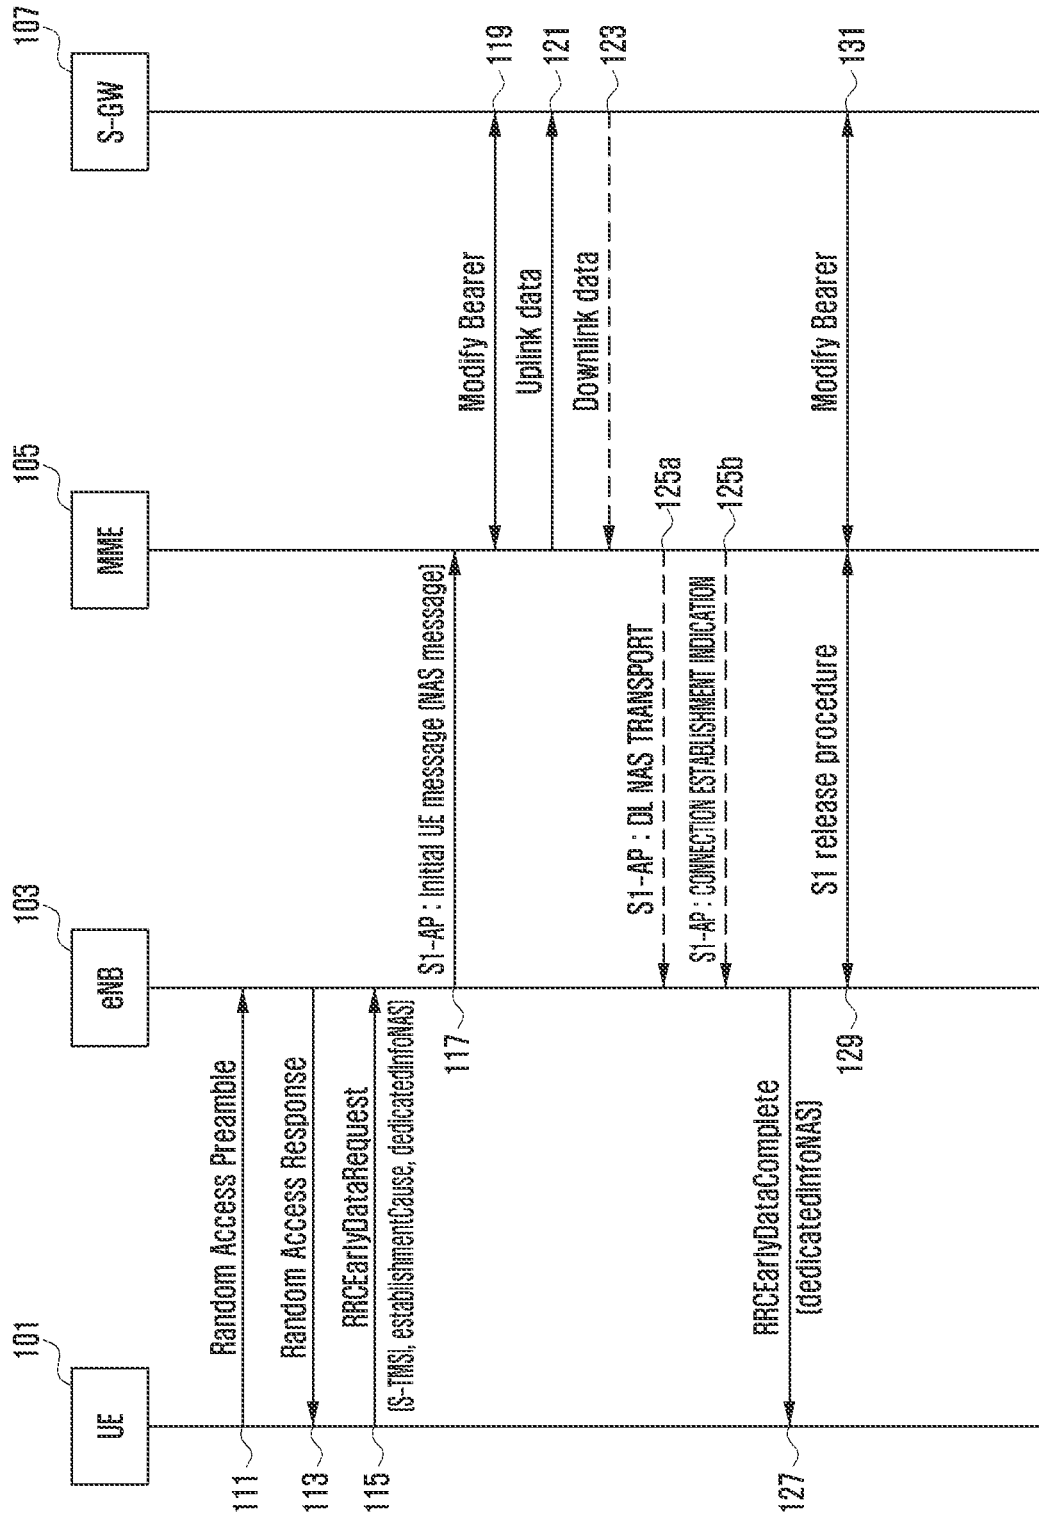 101
UE
103
eNB
105
MME
107
S-GW
111
Random Access Preamble
113
Random Access Response
115
RRCEarlyDataRequest
(S-TMSI, establishmentCause, dedicatedInfoNAS)
117
S1-AP : Initial UE message (NAS message)
Modify Bearer
119
Uplink data
121
Downlink data
123
S1-AP : DL NAS TRANSPORT
125a
S1-AP : CONNECTION ESTABLISHMENT INDICATION
125b
127
RRCEarlyDataComplete
(dedicatedInfoNAS)
129
S1 release procedure
Modify Bearer
131